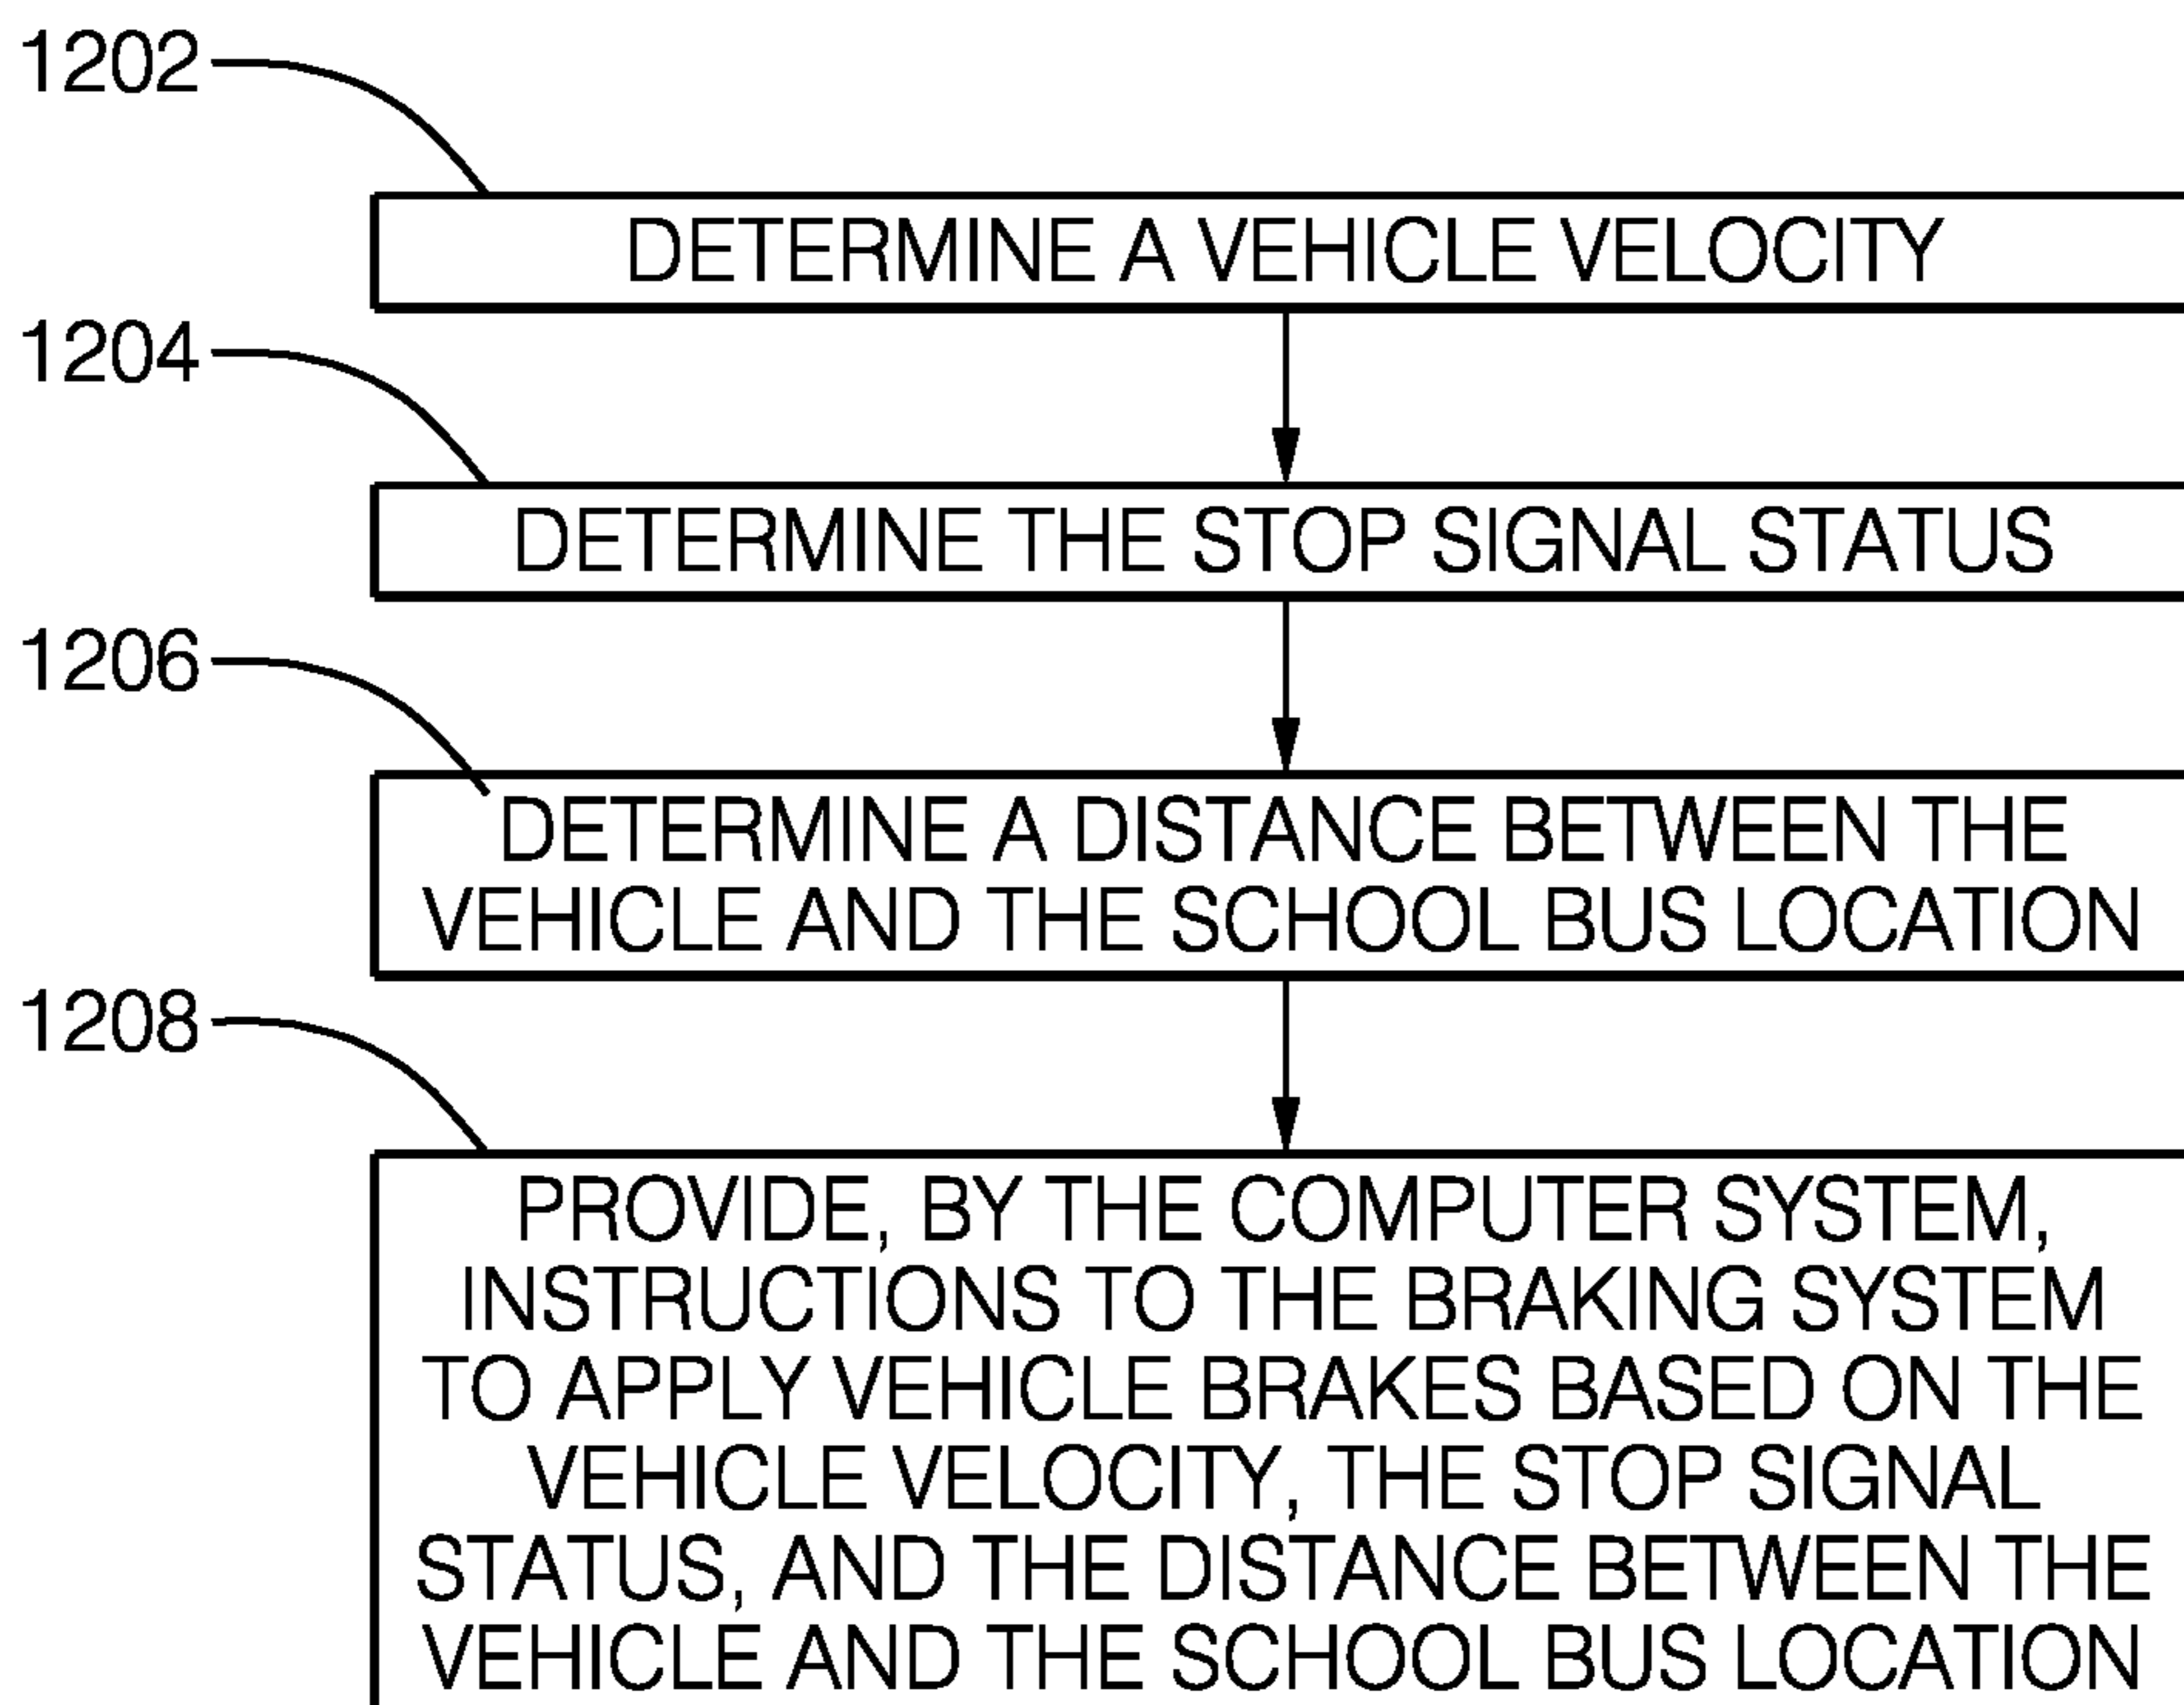 1202
DETERMINE A VEHICLE VELOCITY
1204
DETERMINE THE STOP SIGNAL STATUS
1206
DETERMINE A DISTANCE BETWEEN THE
VEHICLE AND THE SCHOOL BUS LOCATION
1208
PROVIDE, BY THE COMPUTER SYSTEM,
INSTRUCTIONS TO THE BRAKING SYSTEM
TO APPLY VEHICLE BRAKES BASED ON THE
VEHICLE VELOCITY, THE STOP SIGNAL
STATUS, AND THE DISTANCE BETWEEN THE
VEHICLE AND THE SCHOOL BUS LOCATION